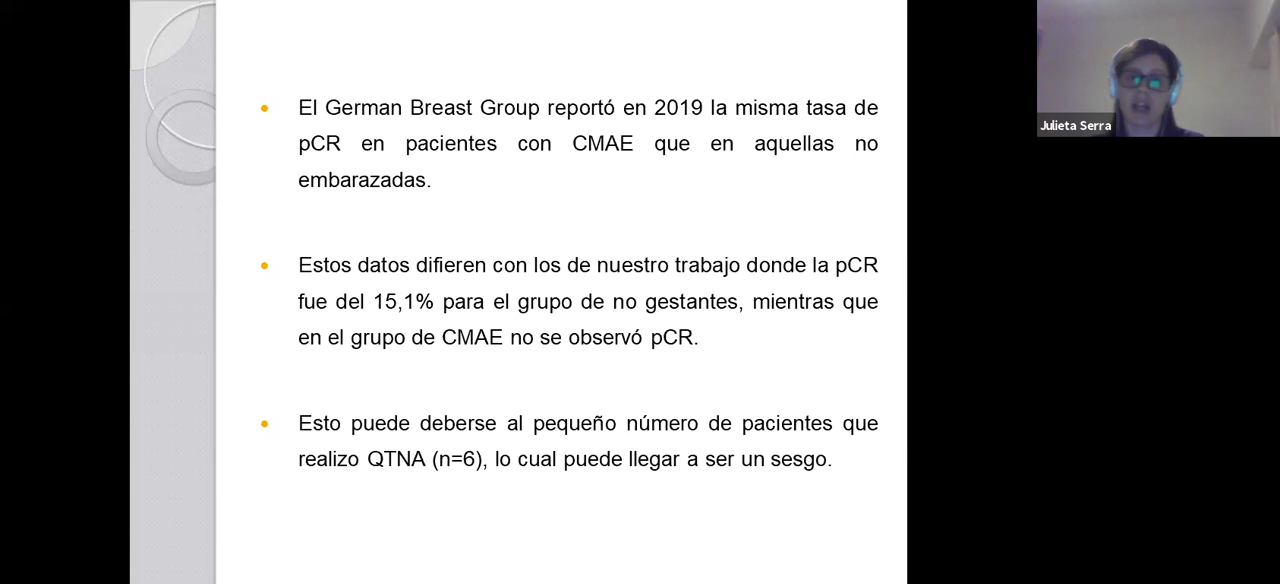 El German Breast Group reportó en 2019 la misma tasa de
pCR en pacientes con CMAE que en aquellas no
embarazadas.
Estos datos difieren con los de nuestro trabajo donde la pCR
fue del 15,1% para el grupo de no gestantes, mientras que
en el grupo de CMAE no se observó pCR.
Esto puede deberse al pequeño número de pacientes que
realizo QTNA (n=6), lo cual puede llegar a ser un sesgo.
Julieta Serra